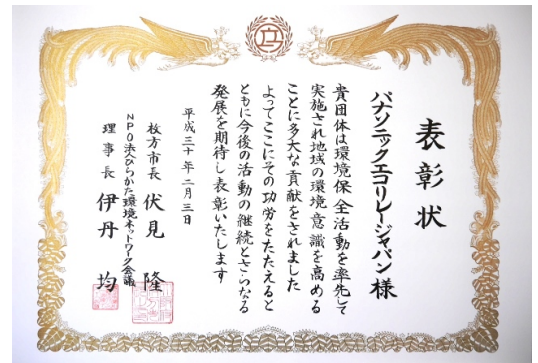 表彰状
パナソニックエコリレージャパン様
貴団体は環境保全活動を率先して
実施され地域の環境意識を高める
ことに多大な貢献をされました
よってここにその功労をたたえると
ともに今後の活動の継続とさらなる
発展を期待し表彰いたします
平成三十年二月三日
枚方市長 伏見 隆
NPO法人ひらかた環境ネットワーク会議
理事長 伊丹 均